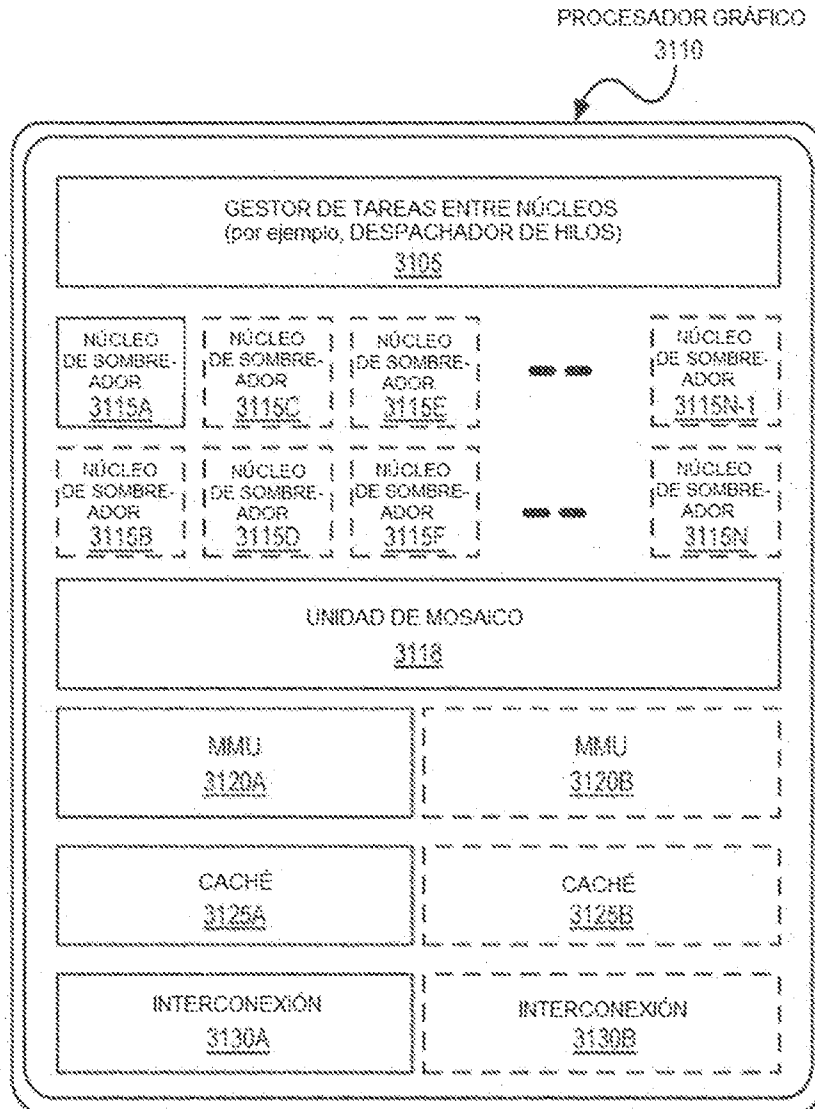 PROCESADOR GRÁFICO
3110
GESTOR DE TAREAS ENTRE NÚCLEOS
(por ejemplo, DESPACHADOR DE HILOS)
3105
NÚCLEO
DE SOMBRE-
ADOR
3115A
NÚCLEO
DE SOMBRE-
ADOR
3115C
NÚCLEO
DE SOMBRE-
ADOR
3115E
NÚCLEO
DE SOMBRE-
ADOR
3115N-1
NÚCLEO
DE SOMBRE-
ADOR
3115B
NÚCLEO
DE SOMBRE-
ADOR
3115D
NÚCLEO
DE SOMBRE-
ADOR
3115F
NÚCLEO
DE SOMBRE-
ADOR
3115N
UNIDAD DE MOSAICO
3118
MMU
3120A
MMU
3120B
CACHÉ
3125A
CACHÉ
3125B
INTERCONEXIÓN
3130A
INTERCONEXIÓN
3130B